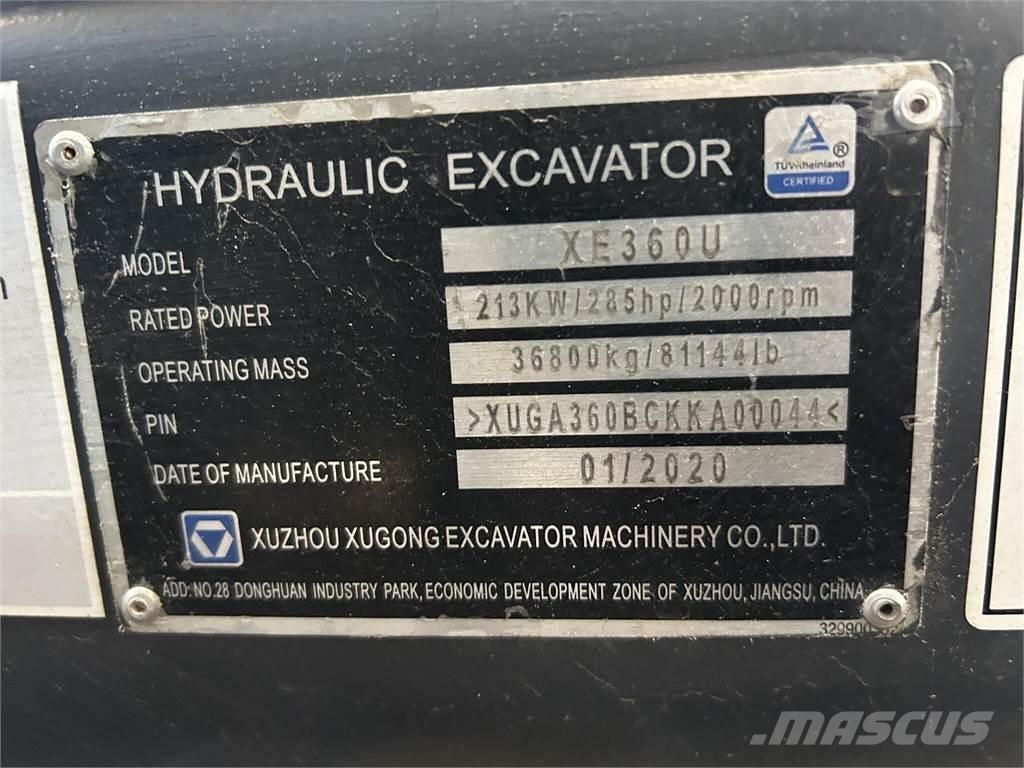 HYDRAULIC EXCAVATOR
TÜVRheinland ®
CERTIFIED
MODEL XE360U
RATED POWER 213KW/285hp/2000rpm
OPERATING MASS 36800kg/81144lb
PIN >XUGA360BCKKA00044<
DATE OF MANUFACTURE 01/2020
XUZHOU XUGONG EXCAVATOR MACHINERY CO.,LTD.
ADD: NO.28 DONGHUAN INDUSTRY PARK, ECONOMIC DEVELOPMENT ZONE OF XUZHOU, JIANGSU, CHINA
MASCUS